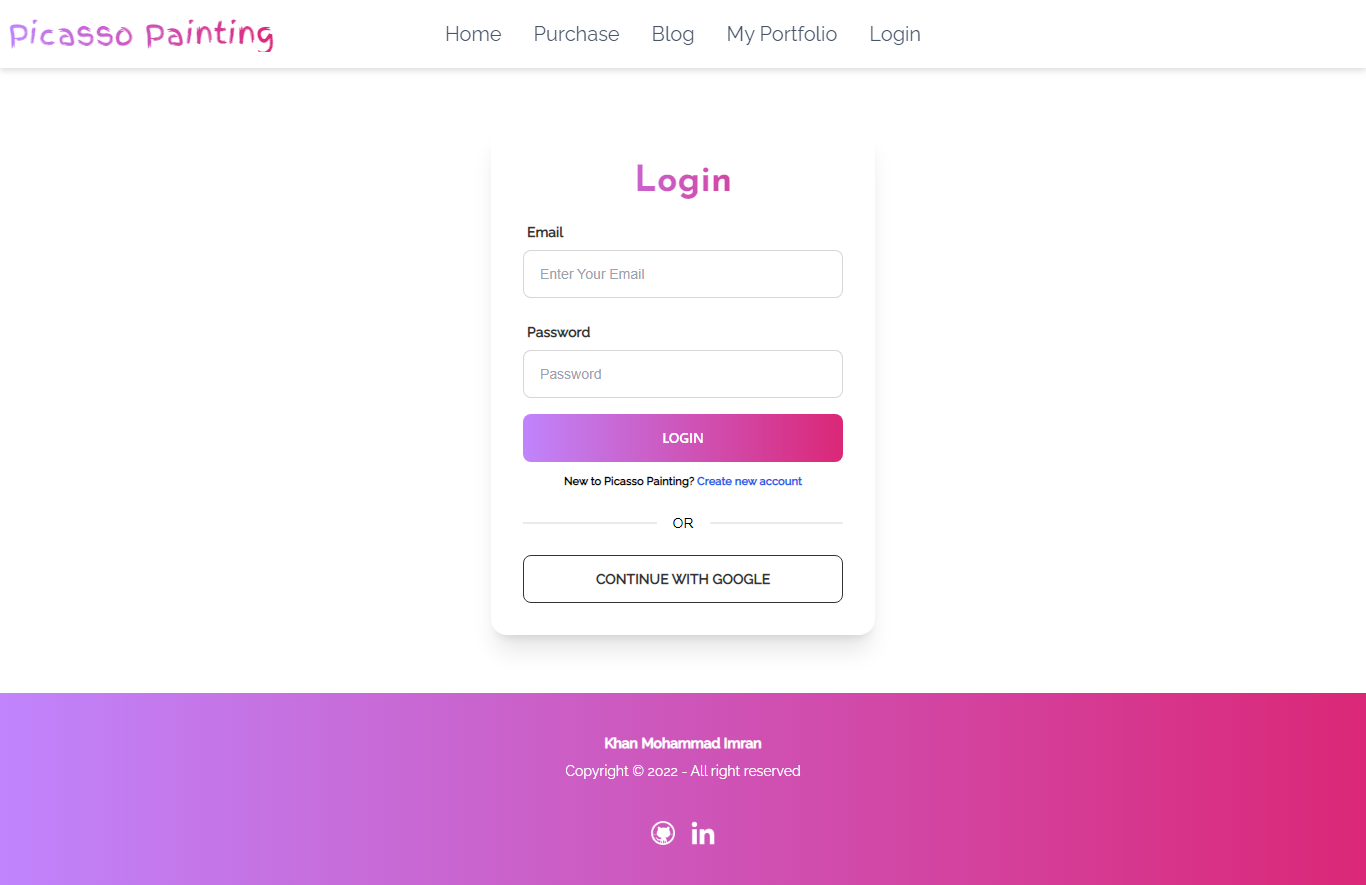 Picasso Painting
Home Purchase Blog My Portfolio Login
Login
Email
Enter Your Email
Password
Password
LOGIN
New to Picasso Painting? Create new account
OR
CONTINUE WITH GOOGLE
Khan Mohammad Imran
Copyright © 2022 - All right reserved
in